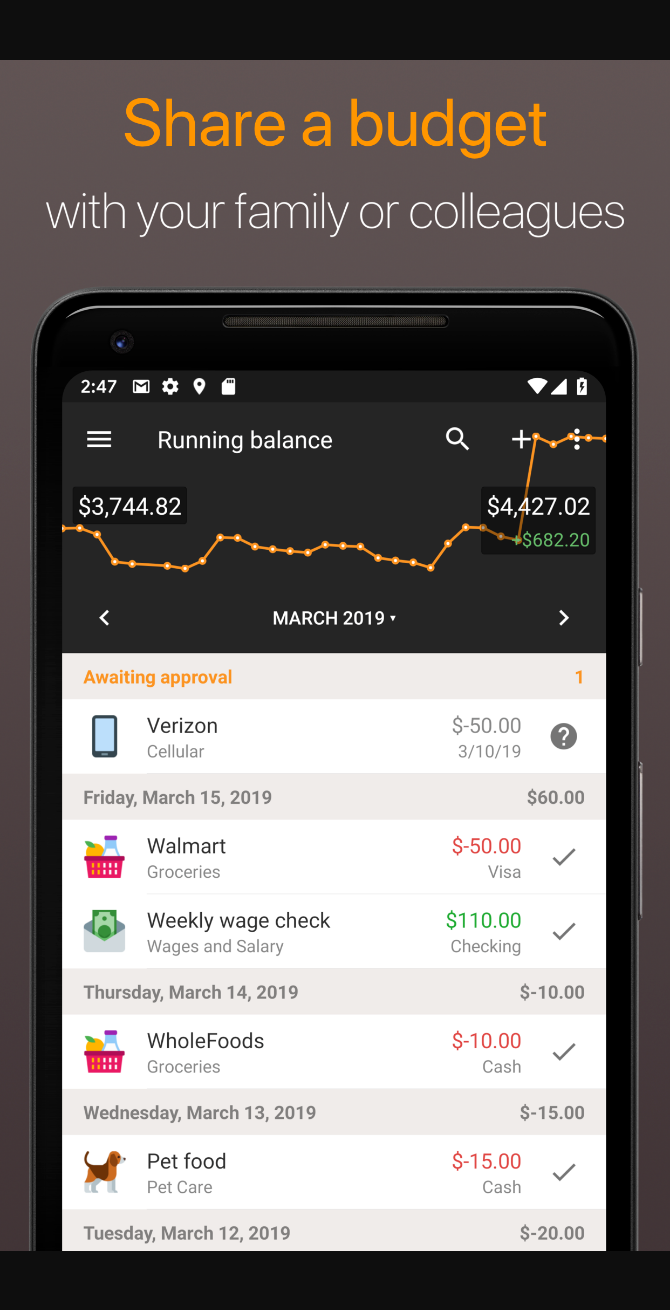 Share a budget
with your family or colleagues
2:47
Running balance
$3,744.82
$4,427.02
+$682.20
MARCH 2019
Awaiting approval 1
Verizon $-50.00
Cellular 3/10/19
Friday, March 15, 2019 $60.00
Walmart $-50.00
Groceries Visa
Weekly wage check $110.00
Wages and Salary Checking
Thursday, March 14, 2019 $-10.00
WholeFoods $-10.00
Groceries Cash
Wednesday, March 13, 2019 $-15.00
Pet food $-15.00
Pet Care Cash
Tuesday, March 12, 2019 $-20.00